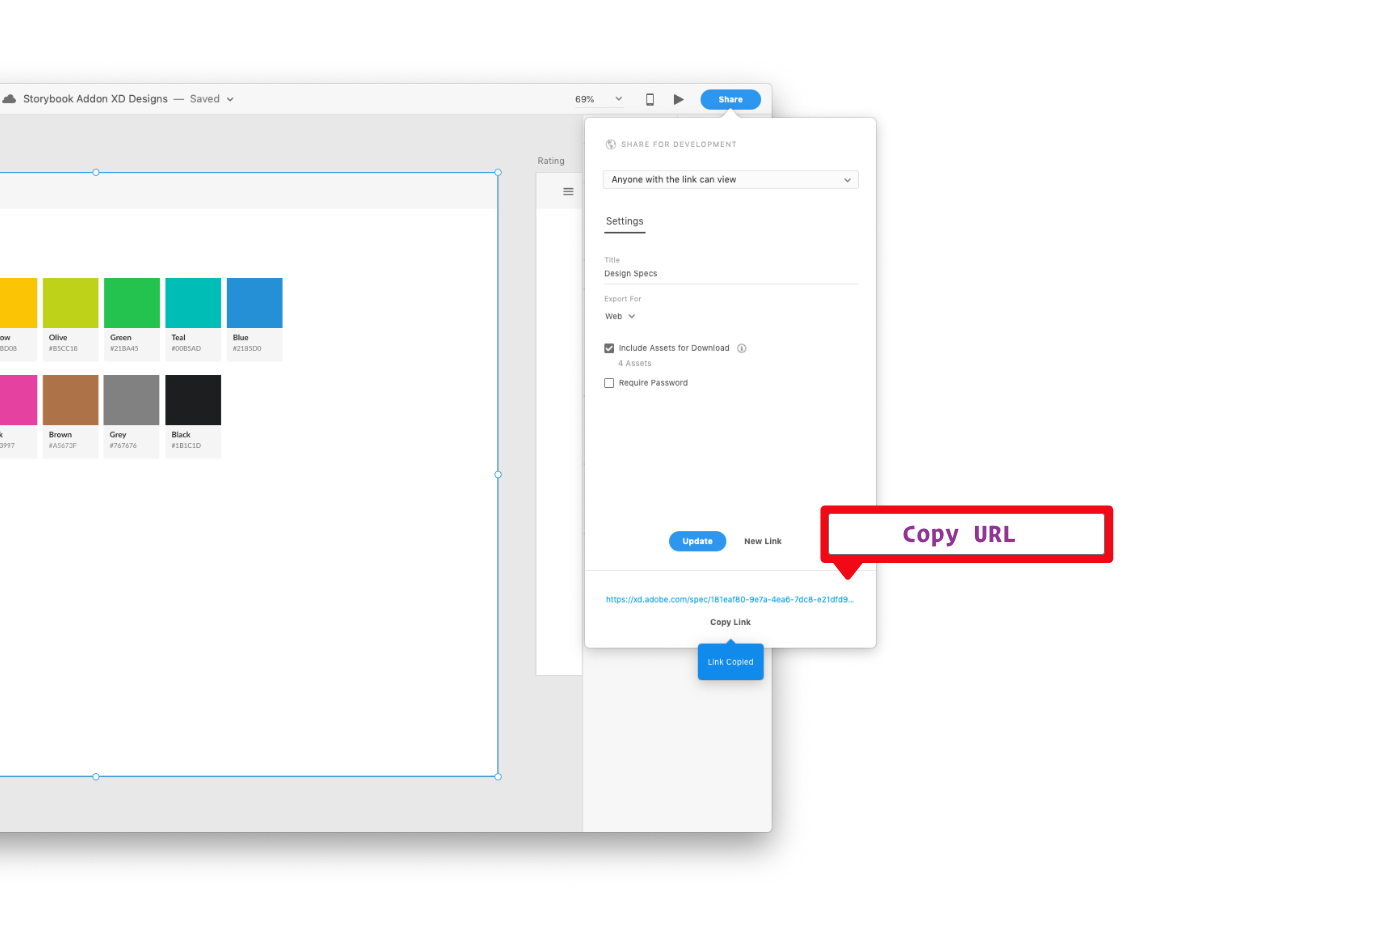 Storybook Addon XD Designs — Saved
69%
Share
SHARE FOR DEVELOPMENT
Anyone with the link can view
Settings
Title
Design Specs
Export For
Web
Include Assets for Download
4 Assets
Require Password
Update
New Link
Copy URL
https://xd.adobe.com/spec/181eaf80-9e7a-4ea6-7dc8-e21dfd9...
Copy Link
Link Copied
Rating
ow Olive Green Teal Blue
BD08 #B5CC18 #21BA45 #00B5AD #2185D0
k Brown Grey Black
3997 #A5673F #767676 #1B1C1D